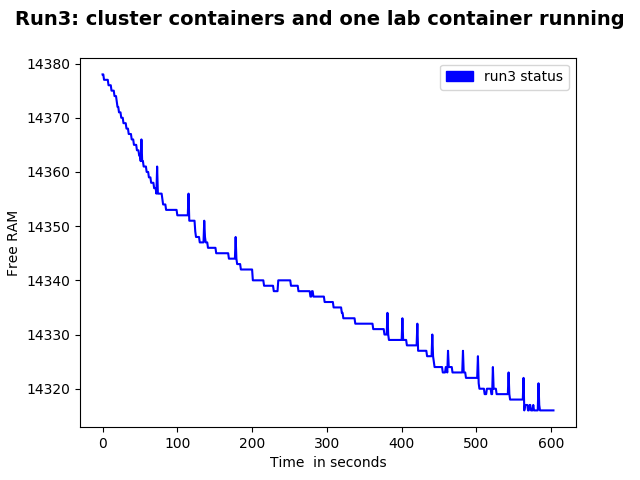 Run3: cluster containers and one lab container running
14380
14370
14360
14350
14340
14330
14320
Free RAM
run3 status
0 100 200 300 400 500 600
Time  in seconds